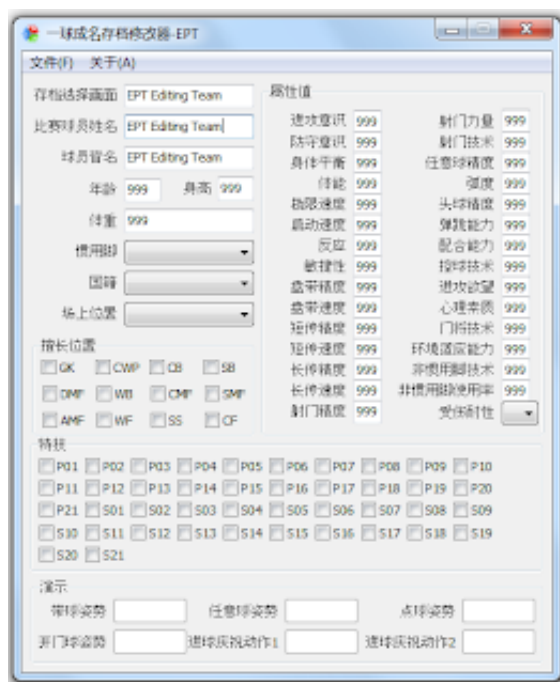 一球成名存档修改器-EPT
文件(F) 关于(A)
存档选择画面 EPT Editing Team
比赛球员姓名 EPT Editing Team
球员皆名 EPT Editing Team
年龄 999 身高 999
体重 999
惯用脚
国籍
场上位置
擅长位置
GK CWP CB SB
DMF WB CMF SMF
AMF WF SS CF
属性值
进攻意识 999 射门力量 999
防守意识 999 射门技术 999
身体平衡 999 任意球精度 999
体能 999 弧度 999
极限速度 999 头球精度 999
启动速度 999 弹跳能力 999
反应 999 配合能力 999
敏捷性 999 控球技术 999
盘带精度 999 进攻欲望 999
盘带速度 999 心理素质 999
短传精度 999 门将技术 999
短传速度 999 环境适应能力 999
长传精度 999 非惯用脚技术 999
长传速度 999 非惯用脚使用率 999
射门精度 999 受伤耐性
特技
P01 P02 P03 P04 P05 P06 P07 P08 P09 P10
P11 P12 P13 P14 P15 P16 P17 P18 P19 P20
P21 S01 S02 S03 S04 S05 S06 S07 S08 S09
S10 S11 S12 S13 S14 S15 S16 S17 S18 S19
S20 S21
演示
带球姿势 任意球姿势 点球姿势
开门球姿势 进球庆祝动作1 进球庆祝动作2